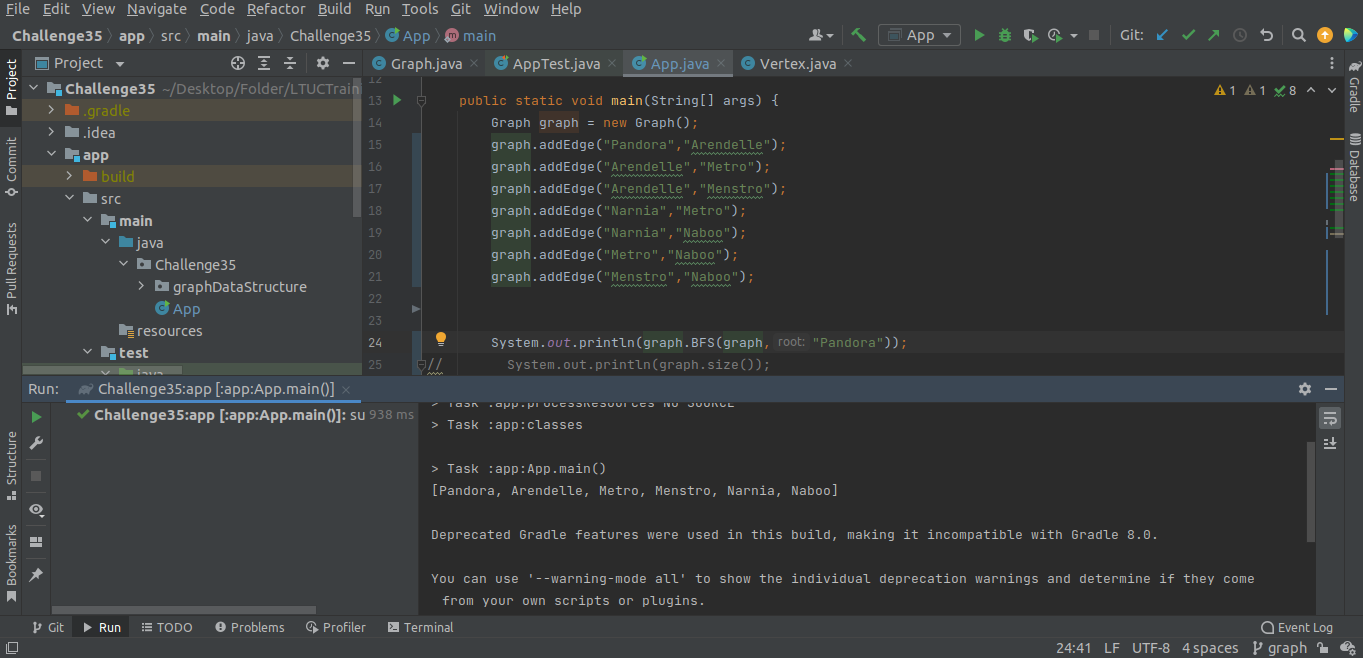 File Edit View Navigate Code Refactor Build Run Tools Git Window Help
Challenge35 app src main java Challenge35 App main App Git:
Project Graph.java AppTest.java App.java Vertex.java
Project
Commit
Pull Requests
Structure
Bookmarks
Gradle
Database
Challenge35 ~/Desktop/Folder/LTUCTrain
.gradle
.idea
app
build
src
main
java
Challenge35
graphDataStructure
App
resources
test
java
1 1 8
12
13 public static void main(String[] args) {
14 Graph graph = new Graph();
15 graph.addEdge("Pandora","Arendelle");
16 graph.addEdge("Arendelle","Metro");
17 graph.addEdge("Arendelle","Menstro");
18 graph.addEdge("Narnia","Metro");
19 graph.addEdge("Narnia","Naboo");
20 graph.addEdge("Metro","Naboo");
21 graph.addEdge("Menstro","Naboo");
22
23
24 System.out.println(graph.BFS(graph, root: "Pandora"));
25 // System.out.println(graph.size());
Run: Challenge35:app [:app:App.main()]
Challenge35:app [:app:App.main()]: su 938 ms
> Task :app:processResources NO-SOURCE
> Task :app:classes
> Task :app:App.main()
[Pandora, Arendelle, Metro, Menstro, Narnia, Naboo]
Deprecated Gradle features were used in this build, making it incompatible with Gradle 8.0.
You can use '--warning-mode all' to show the individual deprecation warnings and determine if they come
from your own scripts or plugins.
Git Run TODO Problems Profiler Terminal Event Log
24:41 LF UTF-8 4 spaces graph